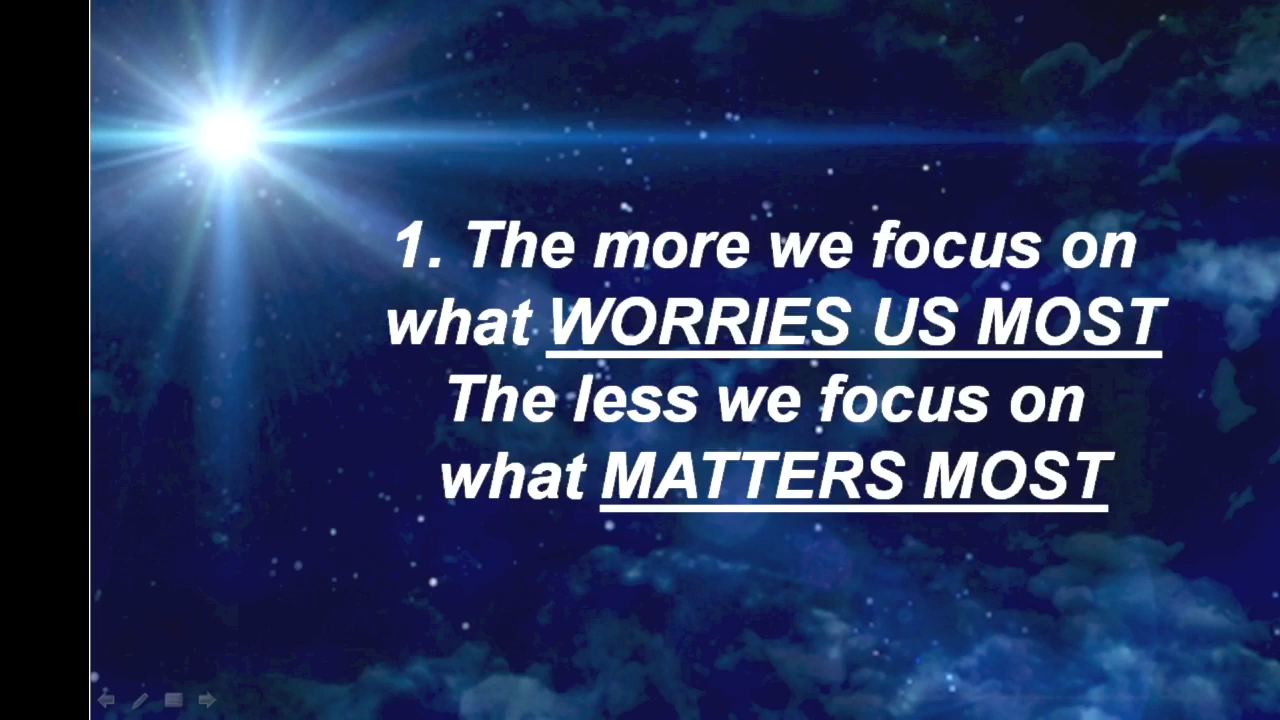 1. The more we focus on
what WORRIES US MOST
The less we focus on
what MATTERS MOST